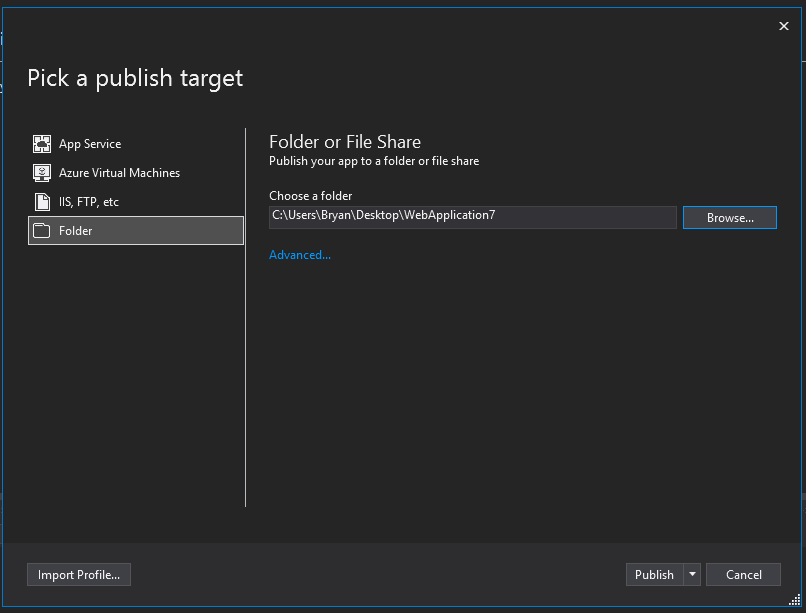 Pick a publish target
App Service
Azure Virtual Machines
IIS, FTP, etc
Folder
Folder or File Share
Publish your app to a folder or file share
Choose a folder
C:\Users\Bryan\Desktop\WebApplication7
Browse...
Advanced...
Import Profile...
Publish
Cancel